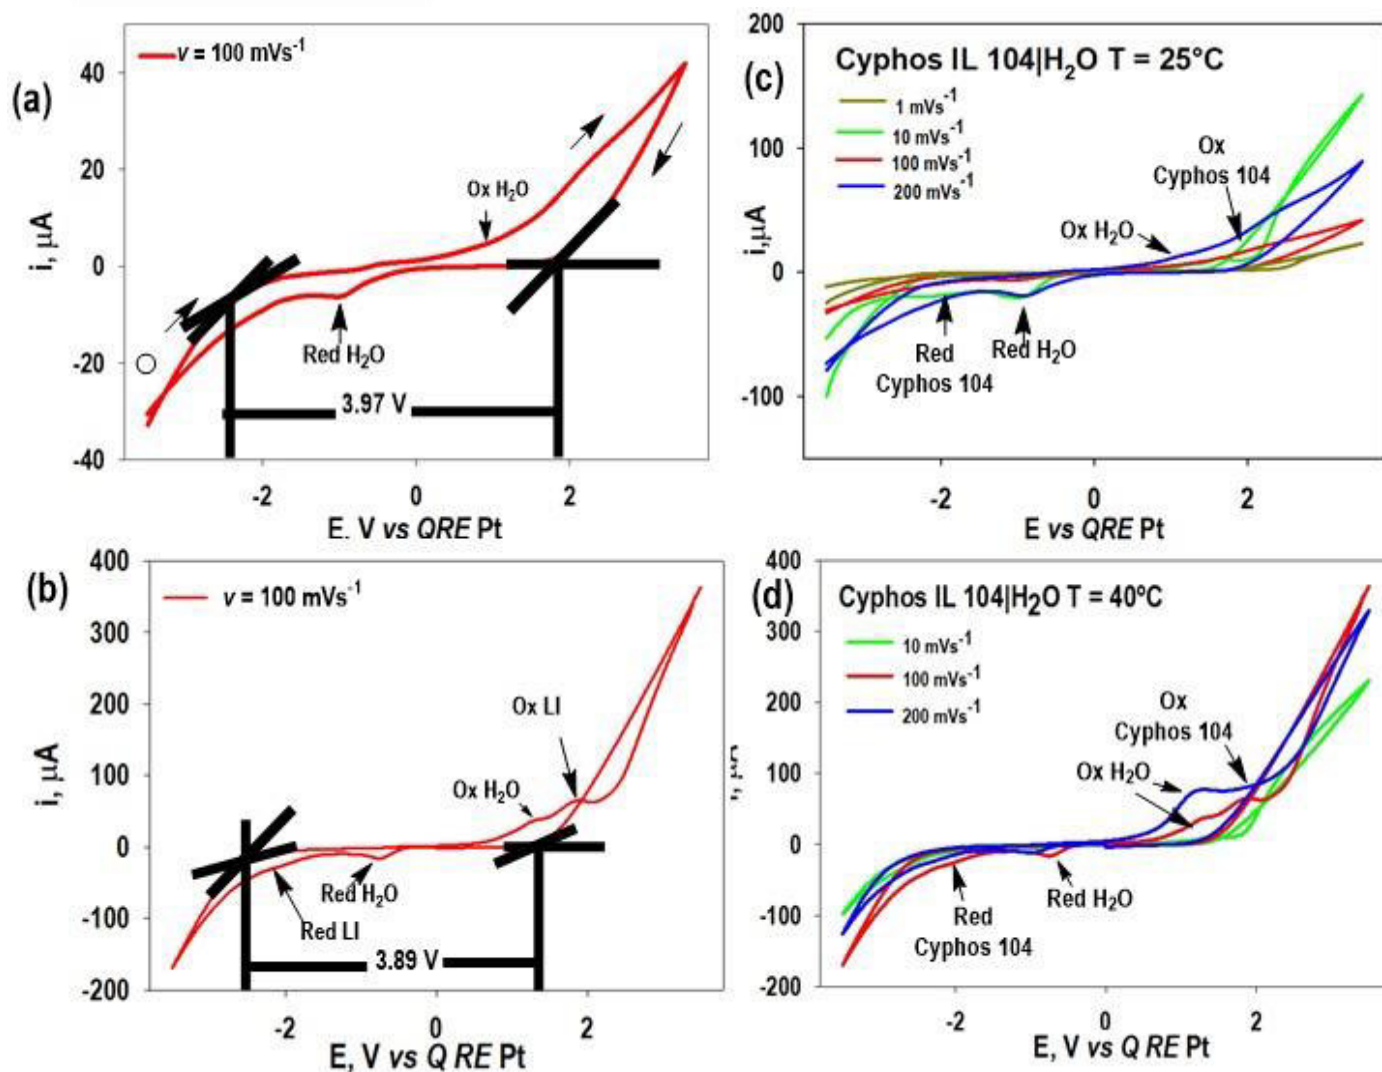 (a)
v = 100 mVs-1
40
20
0
-20
-40
i, µA
Ox H2O
Red H2O
3.97 V
-2
0
2
E. V vs QRE Pt
(c)
Cyphos IL 104|H2O T = 25°C
1 mVs-1
10 mVs-1
100 mVs-1
200 mVs-1
200
100
0
-100
i,µA
Ox
Cyphos 104
Ox H2O
Red
Cyphos 104
Red H2O
-2
0
2
E vs QRE Pt
(b)
v = 100 mVs-1
400
300
200
100
0
-100
-200
i, µA
Ox LI
Ox H2O
Red H2O
Red LI
3.89 V
-2
0
2
E, V vs Q RE Pt
(d)
Cyphos IL 104|H2O T = 40ºC
10 mVs-1
100 mVs-1
200 mVs-1
400
300
200
100
0
-100
-200
Ox
Cyphos 104
Ox H2O
Red
Cyphos 104
Red H2O
-2
0
2
E, V vs Q RE Pt